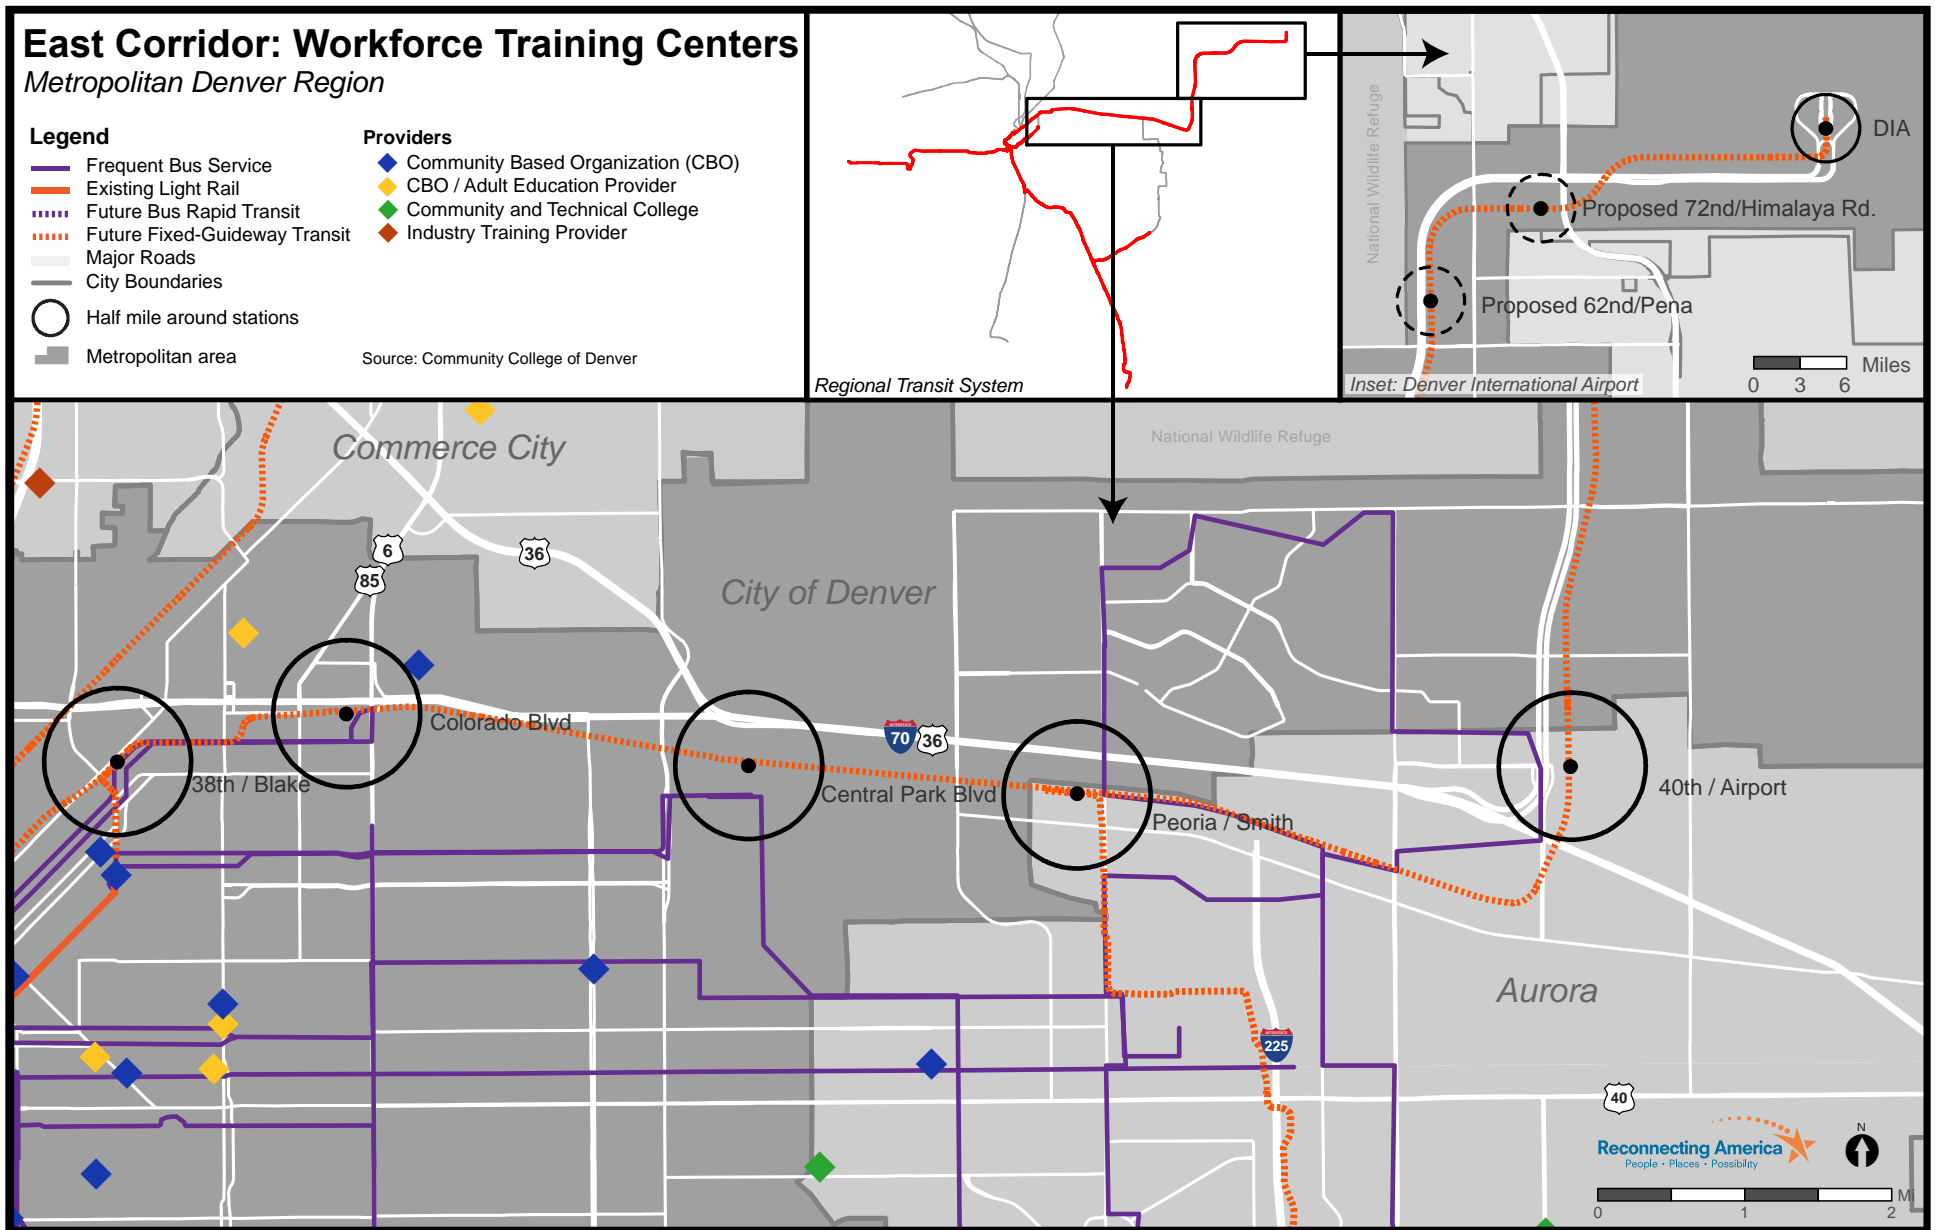 East Corridor: Workforce Training Centers
Metropolitan Denver Region
Legend
Frequent Bus Service
Existing Light Rail
Future Bus Rapid Transit
Future Fixed-Guideway Transit
Major Roads
City Boundaries
Half mile around stations
Metropolitan area
Providers
Community Based Organization (CBO)
CBO / Adult Education Provider
Community and Technical College
Industry Training Provider
Source: Community College of Denver
Regional Transit System
National Wildlife Refuge
DIA
Proposed 72nd/Himalaya Rd.
Proposed 62nd/Pena
Miles
0 3 6
Inset: Denver International Airport
Commerce City
National Wildlife Refuge
6
36
85
City of Denver
Colorado Blvd
INTERSTATE
70
36
38th / Blake
Central Park Blvd
Peoria / Smith
40th / Airport
Aurora
INTERSTATE
225
40
Reconnecting America
People • Places • Possibility
N
Mi
0 1 2